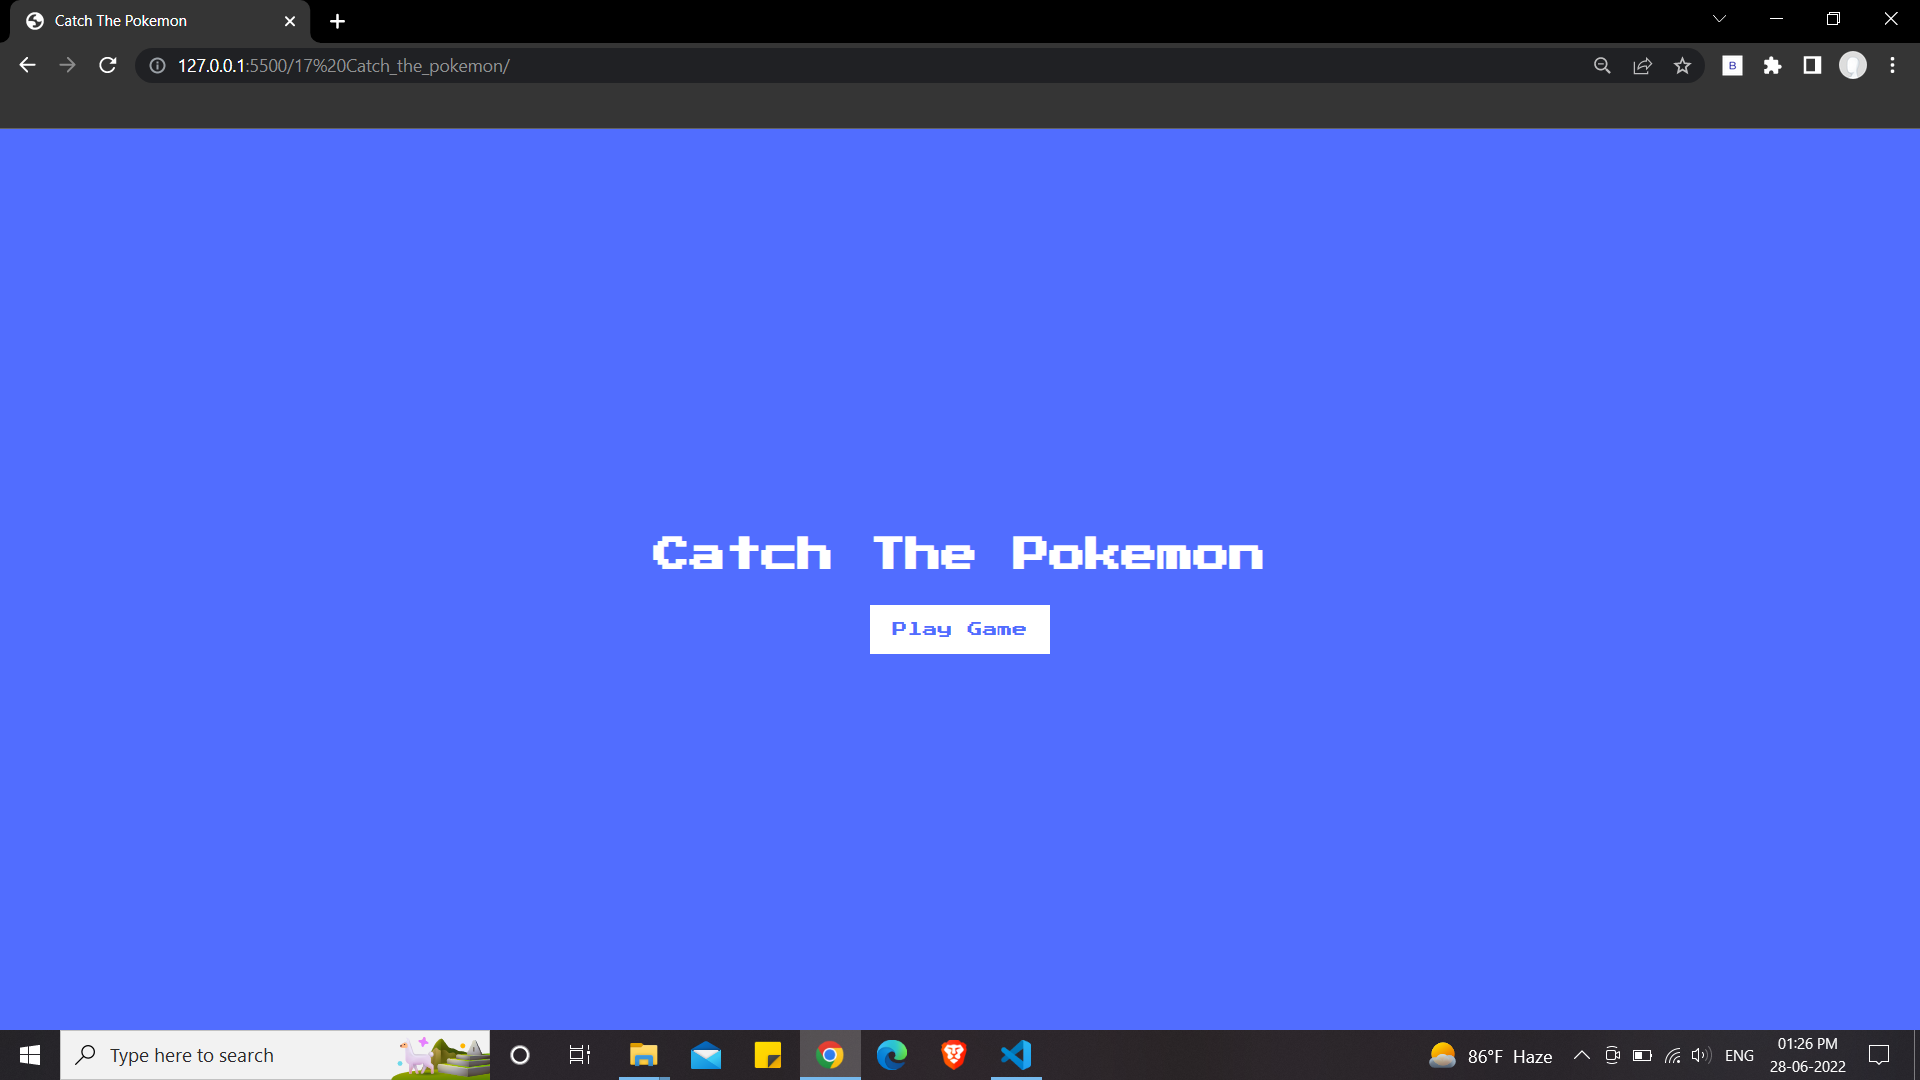 Catch The Pokemon
127.0.0.1:5500/17%20Catch_the_pokemon/
B
Catch The Pokemon
Play Game
Type here to search
86°F Haze
ENG
01:26 PM
28-06-2022